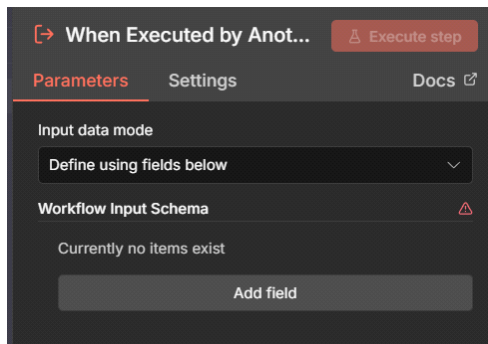 When Executed by Anot... Execute step
Parameters Settings Docs
Input data mode
Define using fields below
Workflow Input Schema
Currently no items exist
Add field